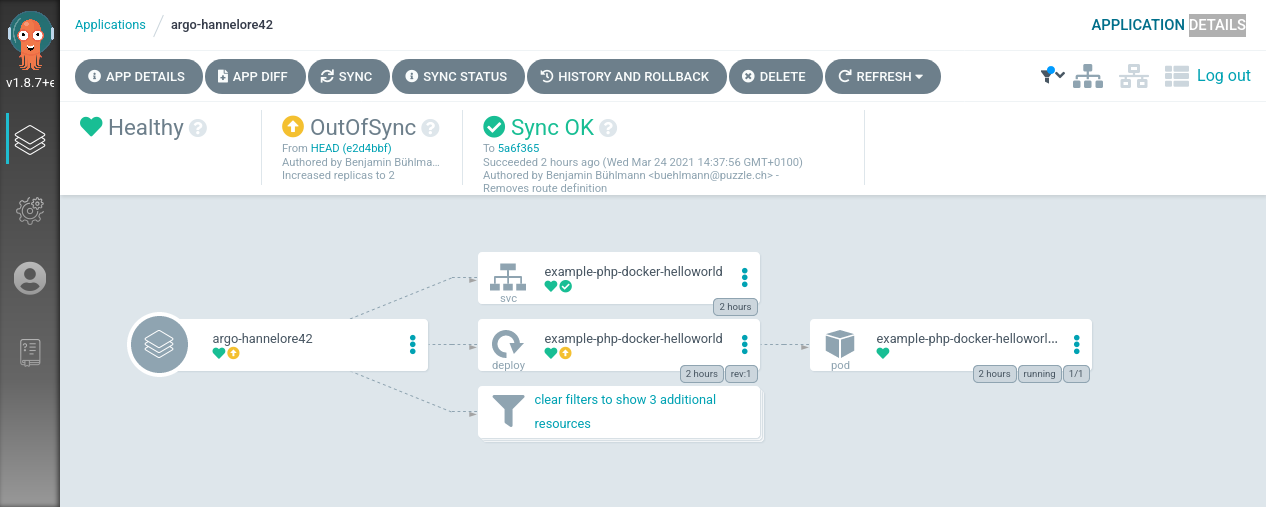 Applications
argo-hannelore42
APPLICATION DETAILS
v1.8.7+e
APP DETAILS
APP DIFF
SYNC
SYNC STATUS
HISTORY AND ROLLBACK
DELETE
REFRESH
Log out
Healthy
OutOfSync
From HEAD (e2d4bbf)
Authored by Benjamin Bühlma...
Increased replicas to 2
Sync OK
To 5a6f365
Succeeded 2 hours ago (Wed Mar 24 2021 14:37:56 GMT+0100)
Authored by Benjamin Bühlmann <buehlmann@puzzle.ch> -
Removes route definition
svc
example-php-docker-helloworld
2 hours
argo-hannelore42
deploy
example-php-docker-helloworld
2 hours
rev:1
pod
example-php-docker-helloworl...
2 hours
running
1/1
clear filters to show 3 additional
resources